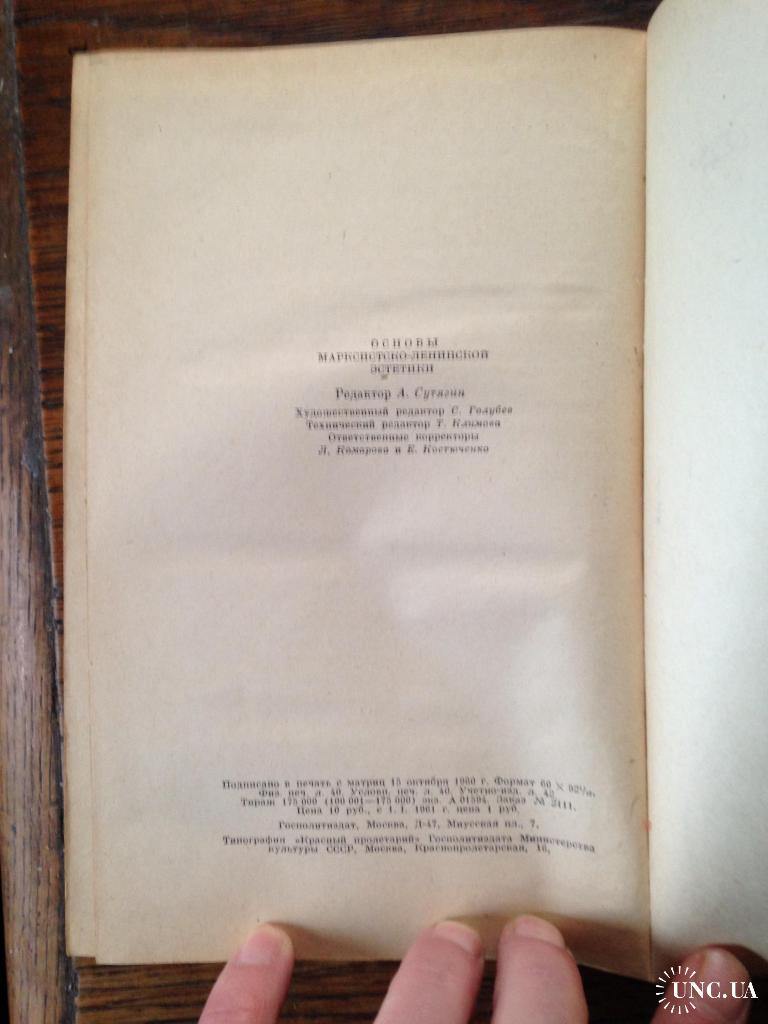 ОСНОВЫ
МАРКСИСТСКО-ЛЕНИНСКОЙ
ЭСТЕТИКИ
Редактор А. Сутягин
Художественный редактор С. Голубев
Технический редактор Т. Климова
Ответственные корректоры
Л. Комарова и Е. Костюченко
Подписано в печать с матриц 15 октября 1960 г. Формат 60 × 92¹/₁₆.
Физ. печ. л. 40. Условн. печ. л. 40. Учетно-изд. л. 42
Тираж 175 000 (100 001—175 000) экз. А 01594. Заказ № 2111.
Цена 10 руб., с 1. 1. 1961 г. цена 1 руб.
Госполитиздат, Москва, Д-47, Миусская пл., 7.
Типография «Красный пролетарий» Госполитиздата Министерства
культуры СССР, Москва, Краснопролетарская, 16.
UNC.UA